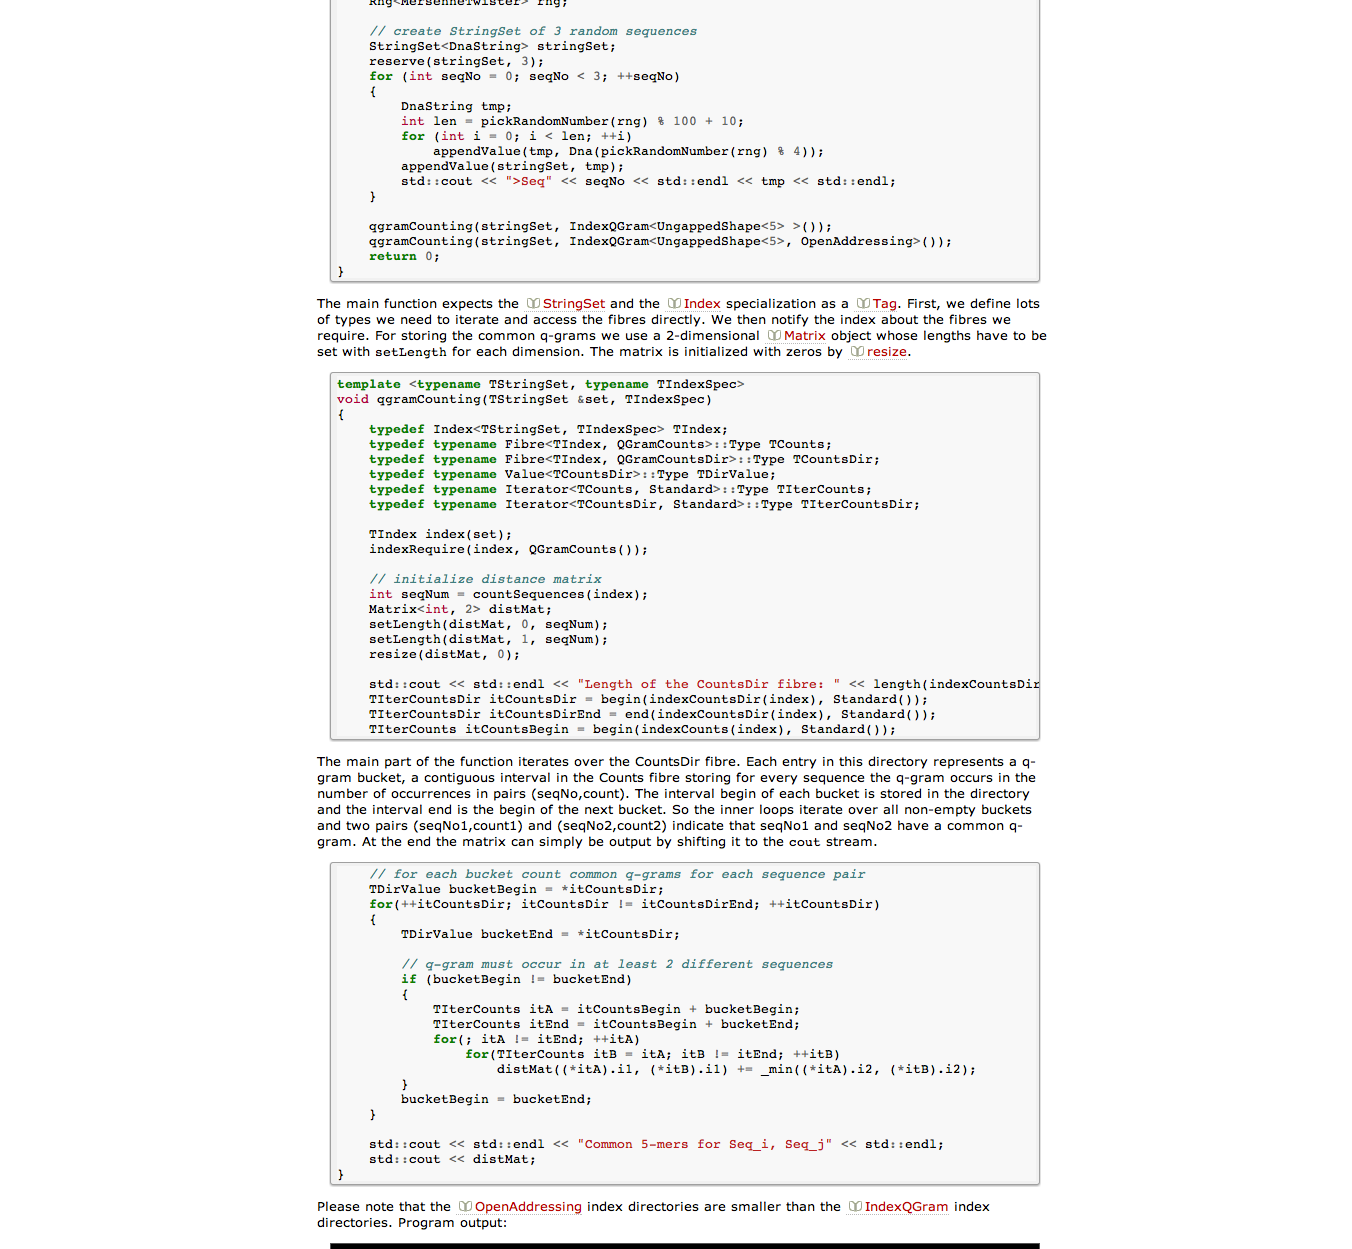 Rng<MersenneTwister> rng;
// create StringSet of 3 random sequences
StringSet<DnaString> stringSet;
reserve(stringSet, 3);
for (int seqNo = 0; seqNo < 3; ++seqNo)
{
DnaString tmp;
int len = pickRandomNumber(rng) % 100 + 10;
for (int i = 0; i < len; ++i)
appendValue(tmp, Dna(pickRandomNumber(rng) % 4));
appendValue(stringSet, tmp);
std::cout << ">Seq" << seqNo << std::endl << tmp << std::endl;
}
qgramCounting(stringSet, IndexQGram<UngappedShape<5> >());
qgramCounting(stringSet, IndexQGram<UngappedShape<5>, OpenAddressing>());
return 0;
}
The main function expects the StringSet and the Index specialization as a Tag. First, we define lots
of types we need to iterate and access the fibres directly. We then notify the index about the fibres we
require. For storing the common q-grams we use a 2-dimensional Matrix object whose lengths have to be
set with setLength for each dimension. The matrix is initialized with zeros by resize.
template <typename TStringSet, typename TIndexSpec>
void qgramCounting(TStringSet &set, TIndexSpec)
{
typedef Index<TStringSet, TIndexSpec> TIndex;
typedef typename Fibre<TIndex, QGramCounts>::Type TCounts;
typedef typename Fibre<TIndex, QGramCountsDir>::Type TCountsDir;
typedef typename Value<TCountsDir>::Type TDirValue;
typedef typename Iterator<TCounts, Standard>::Type TIterCounts;
typedef typename Iterator<TCountsDir, Standard>::Type TIterCountsDir;
TIndex index(set);
indexRequire(index, QGramCounts());
// initialize distance matrix
int seqNum = countSequences(index);
Matrix<int, 2> distMat;
setLength(distMat, 0, seqNum);
setLength(distMat, 1, seqNum);
resize(distMat, 0);
std::cout << std::endl << "Length of the CountsDir fibre: " << length(indexCountsDir
TIterCountsDir itCountsDir = begin(indexCountsDir(index), Standard());
TIterCountsDir itCountsDirEnd = end(indexCountsDir(index), Standard());
TIterCounts itCountsBegin = begin(indexCounts(index), Standard());
The main part of the function iterates over the CountsDir fibre. Each entry in this directory represents a q-
gram bucket, a contiguous interval in the Counts fibre storing for every sequence the q-gram occurs in the
number of occurrences in pairs (seqNo,count). The interval begin of each bucket is stored in the directory
and the interval end is the begin of the next bucket. So the inner loops iterate over all non-empty buckets
and two pairs (seqNo1,count1) and (seqNo2,count2) indicate that seqNo1 and seqNo2 have a common q-
gram. At the end the matrix can simply be output by shifting it to the cout stream.
// for each bucket count common q-grams for each sequence pair
TDirValue bucketBegin = *itCountsDir;
for(++itCountsDir; itCountsDir != itCountsDirEnd; ++itCountsDir)
{
TDirValue bucketEnd = *itCountsDir;
// q-gram must occur in at least 2 different sequences
if (bucketBegin != bucketEnd)
{
TIterCounts itA = itCountsBegin + bucketBegin;
TIterCounts itEnd = itCountsBegin + bucketEnd;
for(; itA != itEnd; ++itA)
for(TIterCounts itB = itA; itB != itEnd; ++itB)
distMat((*itA).i1, (*itB).i1) += _min((*itA).i2, (*itB).i2);
}
bucketBegin = bucketEnd;
}
std::cout << std::endl << "Common 5-mers for Seq_i, Seq_j" << std::endl;
std::cout << distMat;
}
Please note that the OpenAddressing index directories are smaller than the IndexQGram index
directories. Program output: